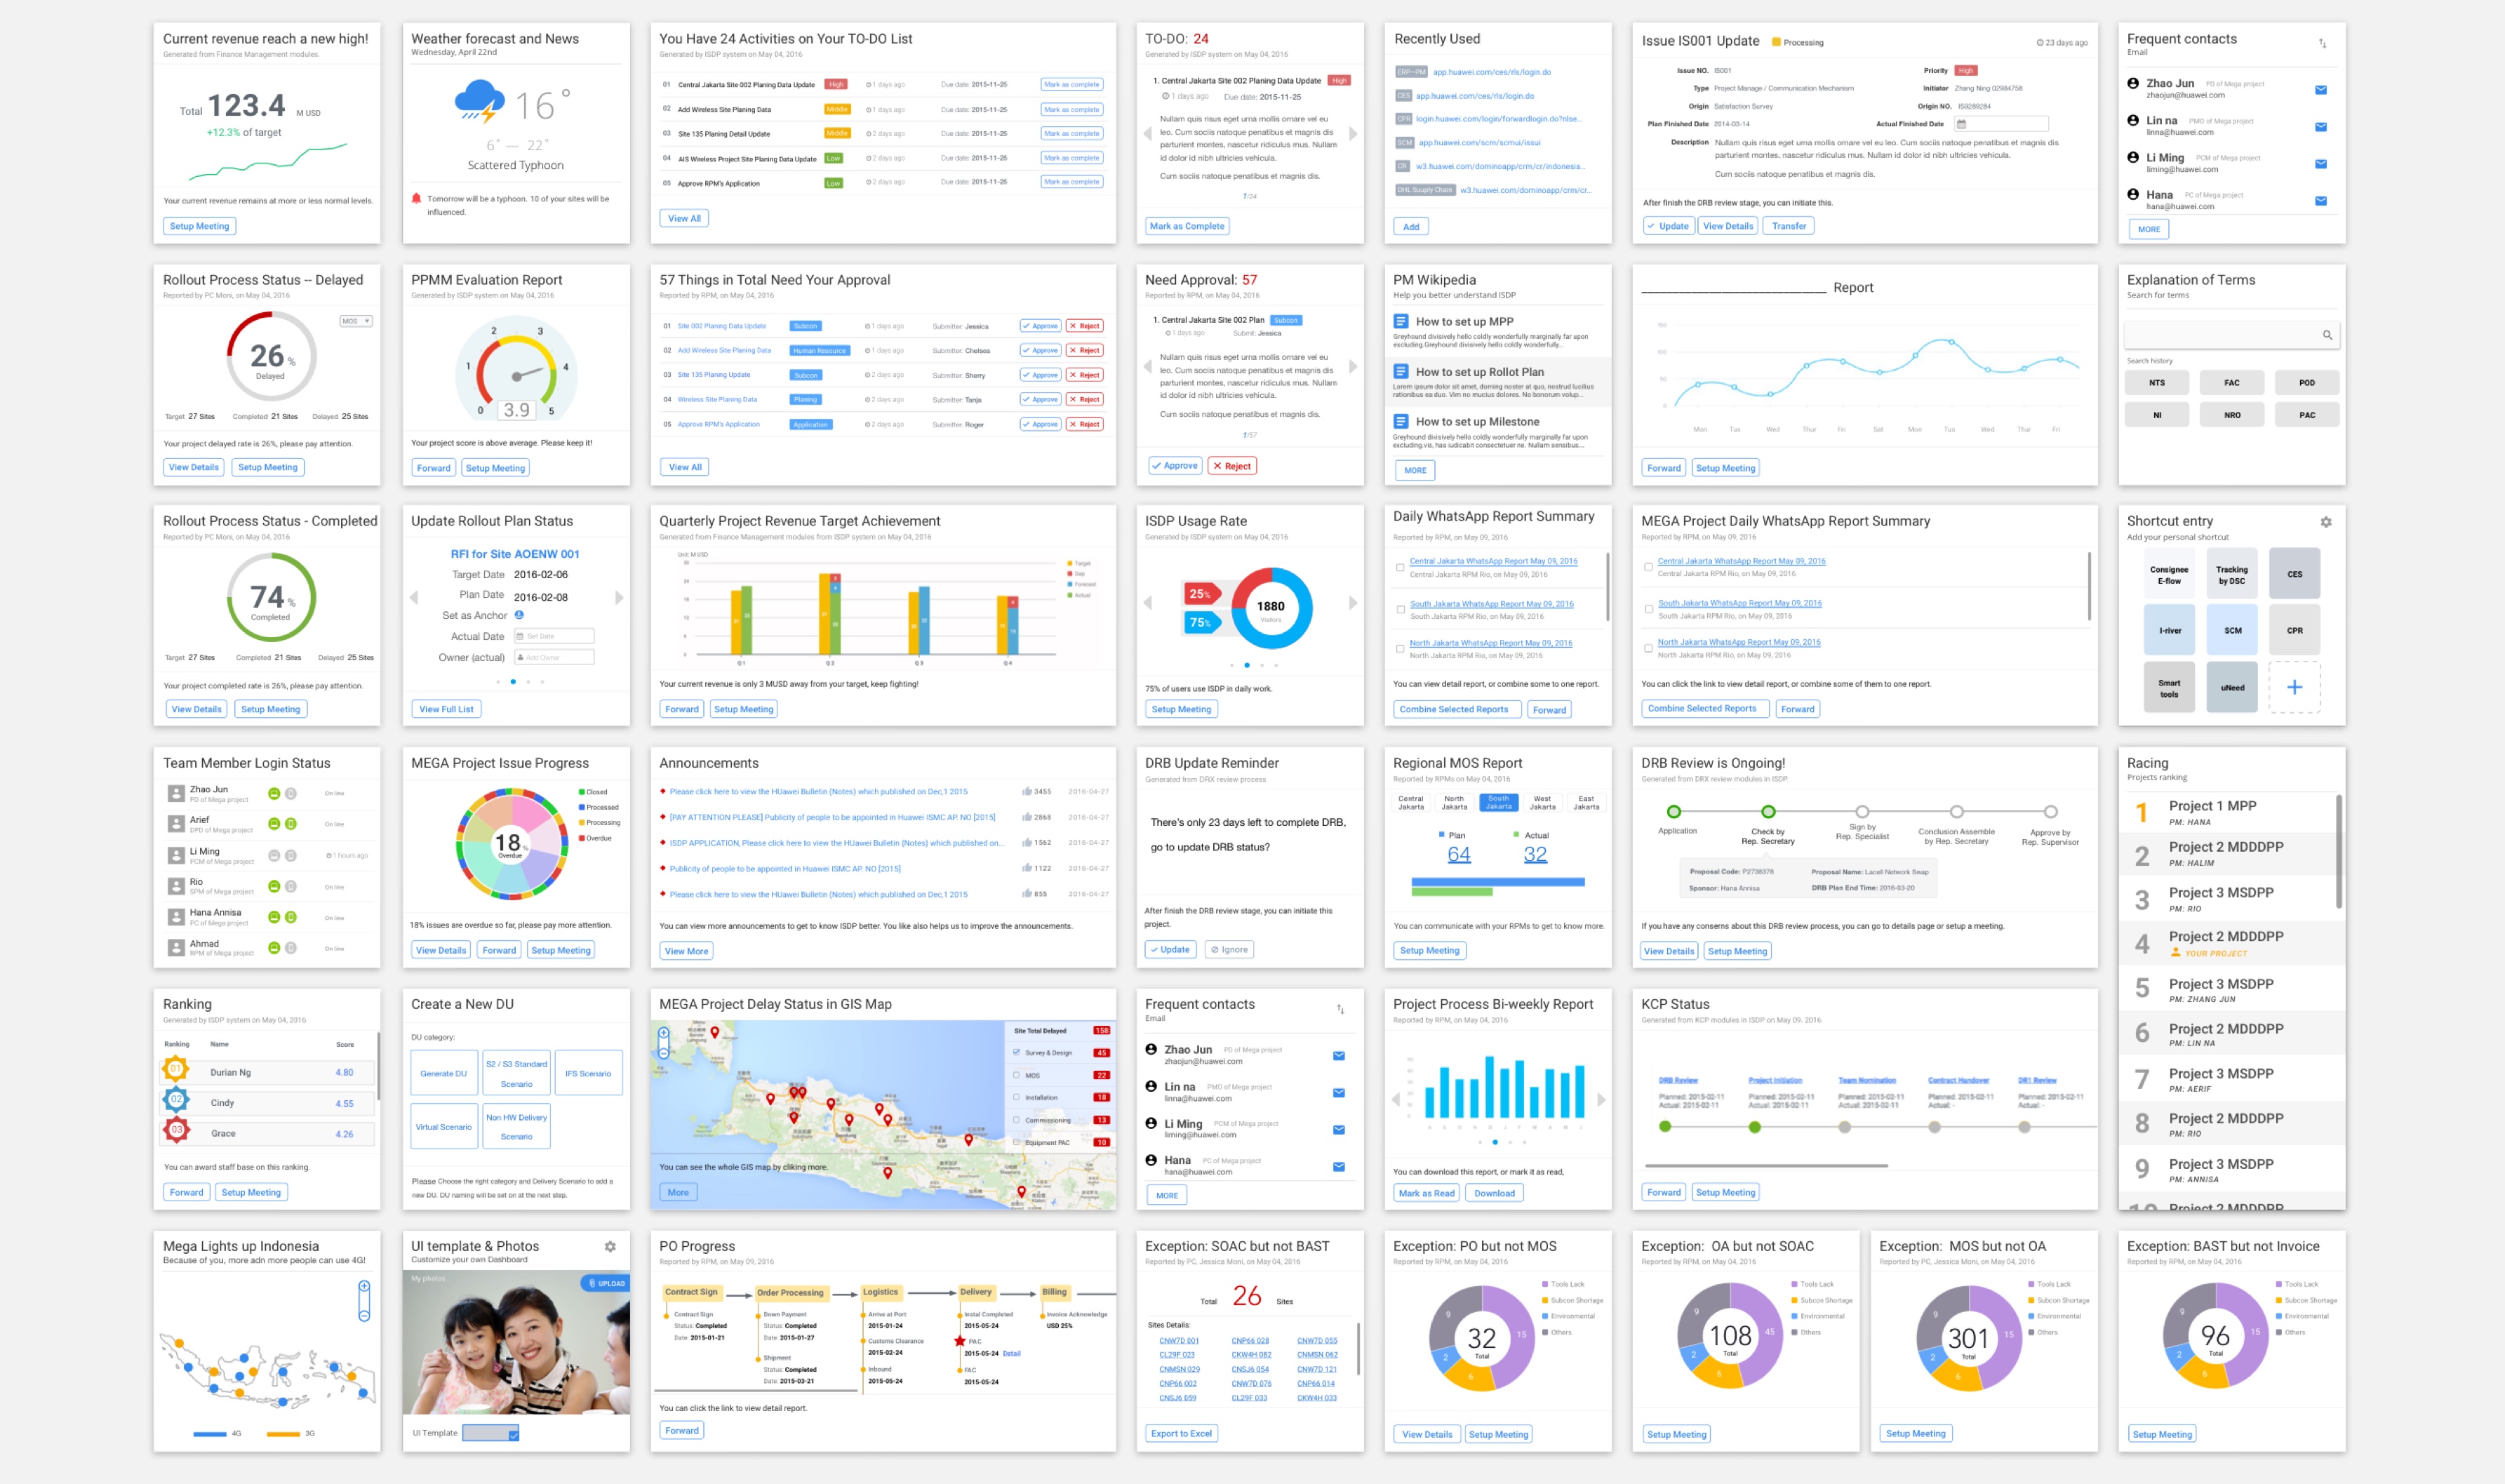 Current revenue reach a new high!
Generated from Finance Management modules.
Total 123.4 M USD
+12.3% of target
Your current revenue remains at more or less normal levels.
Setup Meeting
Weather forecast and News
Wednesday, April 22nd
16°
6° — 22°
Scattered Typhoon
Tomorrow will be a typhoon. 10 of your sites will be
influenced.
You Have 24 Activities on Your TO-DO List
Generated by ISDP system on May 04, 2016
01 Central Jakarta Site 002 Planing Data Update High 1 days ago Due date: 2015-11-25 Mark as complete
02 Add Wireless Site Planing Data Middle 1 days ago Due date: 2015-11-25 Mark as complete
03 Site 135 Planing Detail Update Middle 2 days ago Due date: 2015-11-25 Mark as complete
04 AIS Wireless Project Site Planing Data Update Low 2 days ago Due date: 2015-11-25 Mark as complete
05 Approve RPM's Application Low 2 days ago Due date: 2015-11-25 Mark as complete
View All
TO-DO: 24
Generated by ISDP system on May 04, 2016
1. Central Jakarta Site 002 Planing Data Update High
1 days ago Due date: 2015-11-25
Nullam quis risus eget urna mollis ornare vel eu
leo. Cum sociis natoque penatibus et magnis dis
parturient montes, nascetur ridiculus mus. Nullam
id dolor id nibh ultricies vehicula.
Cum sociis natoque penatibus et magnis dis.
1/24
Mark as Complete
Recently Used
ERP--PM app.huawei.com/ces/rls/login.do
CES app.huawei.com/ces/rls/login.do
CPR login.huawei.com/login/forwardlogin.do?nlse...
SCM app.huawei.com/scm/scmui/issui
CR w3.huawei.com/dominoapp/crm/cr/indonesia...
DHL Suuply Chain w3.huawei.com/dominoapp/crm/cr...
Add
Issue IS001 Update Processing 23 days ago
Issue NO. IS001 Priority High
Type Project Manage / Communication Mechanism Initiator Zhang Ning 02984758
Origin Satisfaction Survey Origin NO. IS9289284
Plan Finished Date 2014-03-14 Actual Finished Date
Description Nullam quis risus eget urna mollis ornare vel eu leo. Cum sociis natoque penatibus et magnis dis
parturient montes, nascetur ridiculus mus. Nullam id dolor id nibh ultricies vehicula.
Cum sociis natoque penatibus et magnis dis.
After finish the DRB review stage, you can initiate this.
Update View Details Transfer
Frequent contacts
Email
Zhao Jun PD of Mega project
zhaojun@huawei.com
Lin na PMO of Mega project
linna@huawei.com
Li Ming PCM of Mega project
liming@huawei.com
Hana PC of Mega project
hana@huawei.com
MORE
Rollout Process Status -- Delayed
Reported by PC Moni, on May 04, 2016
MOS
26%
Delayed
Target 27 Sites Completed 21 Sites Delayed 25 Sites
Your project delayed rate is 26%, please pay attention.
View Details Setup Meeting
PPMM Evaluation Report
Generated by ISDP system on May 04, 2016
0 1 2 3 4 5
3.9
Your project score is above average. Please keep it!
Forward Setup Meeting
57 Things in Total Need Your Approval
Reported by RPM, on May 04, 2016
01 Site 002 Planing Data Update Subcon 1 days ago Submitter: Jessica Approve Reject
02 Add Wireless Site Planing Data Human Resource 1 days ago Submitter: Chelsea Approve Reject
03 Site 135 Planing Update Subcon 2 days ago Submitter: Sherry Approve Reject
04 Wireless Site Planing Data Planing 2 days ago Submitter: Tanja Approve Reject
05 Approve RPM's Application Application 2 days ago Submitter: Roger Approve Reject
View All
Need Approval: 57
Reported by RPM, on May 04, 2016
1. Central Jakarta Site 002 Plan Subcon
1 days ago Submit: Jessica
Nullam quis risus eget urna mollis ornare vel eu
leo. Cum sociis natoque penatibus et magnis dis
parturient montes, nascetur ridiculus mus. Nullam
id dolor id nibh ultricies vehicula.
Cum sociis natoque penatibus et magnis dis.
1/57
Approve Reject
PM Wikipedia
Help you better understand ISDP
How to set up MPP
Greyhound divisively hello coldly wonderfully marginally far upon
excluding.Greyhound divisively hello coldly wonderfully...
How to set up Rollot Plan
Lorem ipsum dolor sit amet, doming noster at quo, nostrud lucilius
rationibus ea duo. Vim no mucius dolores. No bonorum volup...
How to set up Milestone
Greyhound divisively hello coldly wonderfully marginally far upon
excluding.vis, has iudicabit consectetuer ne. Nullam sensibus...
MORE
Report
150
100
50
0
Mon Tus Wed Thur Fri Sat Mon Tus Wed Thur Fri
Forward Setup Meeting
Explanation of Terms
Search for terms
Search history
NTS FAC POD
NI NRO PAC
Rollout Process Status - Completed
Reported by PC Moni, on May 04, 2016
74%
Completed
Target 27 Sites Completed 21 Sites Delayed 25 Sites
Your project completed rate is 26%, please pay attention.
View Details Setup Meeting
Update Rollout Plan Status
RFI for Site AOENW 001
Target Date 2016-02-06
Plan Date 2016-02-08
Set as Anchor
Actual Date Set Date
Owner (actual) Add Owner
View Full List
Quarterly Project Revenue Target Achievement
Generated from Finance Management modules from ISDP system on May 04, 2016
Unit: M USD
Target
Gap
Forecast
Actual
Q 1 Q 2 Q 3 Q 4
Your current revenue is only 3 MUSD away from your target, keep fighting!
Forward Setup Meeting
ISDP Usage Rate
Generated by ISDP system on May 04, 2016
25%
75%
1880
Visitors
75% of users use ISDP in daily work.
Setup Meeting
Daily WhatsApp Report Summary
Reported by RPM, on May 09, 2016
Central Jakarta WhatsApp Report May 09, 2016
Central Jakarta RPM Rio, on May 09, 2016
South Jakarta WhatsApp Report May 09, 2016
South Jakarta RPM Rio, on May 09, 2016
North Jakarta WhatsApp Report May 09, 2016
North Jakarta RPM Rio, on May 09, 2016
You can view detail report, or combine some to one report.
Combine Selected Reports Forward
MEGA Project Daily WhatsApp Report Summary
Reported by RPM, on May 09, 2016
Central Jakarta WhatsApp Report May 09, 2016
Central Jakarta RPM Rio, on May 09, 2016
South Jakarta WhatsApp Report May 09, 2016
South Jakarta RPM Rio, on May 09, 2016
North Jakarta WhatsApp Report May 09, 2016
North Jakarta RPM Rio, on May 09, 2016
You can click the link to view detail report, or combine some of them to one report.
Combine Selected Reports Forward
Shortcut entry
Add your personal shortcut
Consignee
E-flow
Tracking
by DSC
CES
I-river
SCM
CPR
Smart
tools
uNeed
Team Member Login Status
Zhao Jun
PD of Mega project On line
Arief
DPD of Mega project On line
Li Ming
PCM of Mega project 1 hours ago
Rio
SPM of Mega project On line
Hana Annisa
PC of Mega project On line
Ahmad
RPM of Mega project On line
MEGA Project Issue Progress
18%
Overdue
Closed
Processed
Processing
Overdue
18% issues are overdue so far, please pay more attention.
View Details Forward Setup Meeting
Announcements
Please click here to view the HUawei Bulletin (Notes) which published on Dec,1 2015 3455 2016-04-27
[PAY ATTENTION PLEASE] Publicity of people to be appointed in Huawei ISMC AP. NO [2015] 2868 2016-04-27
ISDP APPLICATION, Please click here to view the HUawei Bulletin (Notes) which published on... 1562 2016-04-27
Publicity of people to be appointed in Huawei ISMC AP. NO [2015] 1122 2016-04-27
Please click here to view the HUawei Bulletin (Notes) which published on Dec,1 2015 855 2016-04-27
You can view more announcements to get to know ISDP better. You like also helps us to improve the announcements.
View More
DRB Update Reminder
Generated from DRX review process
There's only 23 days left to complete DRB,
go to update DRB status?
After finish the DRB review stage, you can initiate this
project.
Update Ignore
Regional MOS Report
Reported by RPMs on May 04, 2016
Central
Jakarta
North
Jakarta
South
Jakarta
West
Jakarta
East
Jakarta
Plan Actual
64 32
You can communicate with your RPMs to get to know more.
Setup Meeting
DRB Review is Ongoing!
Generated from DRX review modules in ISDP.
Application
Check by
Rep. Secretary
Sign by
Rep. Specialist
Conclusion Assemble
by Rep. Secretary
Approve by
Rep. Supervisor
Proposal Code: P2738378 Proposal Name: Lacell Network Swap
Sponsor: Hana Annisa DRB Plan End Time: 2016-03-20
If you have any conserns about this DRB review process, you can go to details page or setup a meeting.
View Details Setup Meeting
Racing
Projects ranking
1 Project 1 MPP
PM: HANA
2 Project 2 MDDDPP
PM: HALIM
3 Project 3 MSDPP
PM: RIO
4 Project 2 MDDDPP
YOUR PROJECT
5 Project 3 MSDPP
PM: ZHANG JUN
6 Project 2 MDDDPP
PM: LIN NA
7 Project 3 MSDPP
PM: AERIF
8 Project 2 MDDDPP
PM: RIO
9 Project 3 MSDPP
PM: ANNISA
10 Project 2 MDDDPP
Ranking
Generated by ISDP system on May 04, 2016
Ranking Name Score
01 Durian Ng 4.80
02 Cindy 4.55
03 Grace 4.26
You can award staff base on this ranking.
Forward Setup Meeting
Create a New DU
DU category:
Generate DU
S2 / S3 Standard
Scenario
IFS Scenario
Virtual Scenario
Non HW Delivery
Scenario
Please Choose the right category and Delivery Scenario to add a
new DU. DU naming will be set on at the next step.
MEGA Project Delay Status in GIS Map
Site Total Delayed 158
Survey & Design 45
MOS 22
Installation 18
Commissioning 13
Equipment PAC 10
You can see the whole GIS map by cliking more.
More
Frequent contacts
Email
Zhao Jun PD of Mega project
zhaojun@huawei.com
Lin na PMO of Mega project
linna@huawei.com
Li Ming PCM of Mega project
liming@huawei.com
Hana PC of Mega project
hana@huawei.com
MORE
Project Process Bi-weekly Report
Reported by RPM, on May 04, 2016
You can download this report, or mark it as read,
Mark as Read Download
KCP Status
Generated from KCP modules in ISDP on May 09. 2016
DRB Review Project Initiation Team Nomination Contract Handover DR1 Review
Planned: 2015-02-11 Planned: 2015-02-11 Planned: 2015-02-11 Planned: 2015-02-11 Planned: 2015-02-11
Actual: 2015-02-11 Actual: 2015-02-11 Actual: 2015-02-11 Actual: - Actual: -
Forward Setup Meeting
Mega Lights up Indonesia
Because of you, more adn more people can use 4G!
4G 3G
UI template & Photos
Customize your own Dashboard
My photos
UPLOAD
UI Template
PO Progress
Reported by RPM, on May 09, 2016
Contract Sign Order Processing Logistics Delivery Billing
Contract Sign
Status: Completed
Date: 2015-01-21
Down Payment
Status: Completed
Date: 2015-01-27
Shipment
Status: Completed
Date: 2015-03-21
Arrive at Port
2015-01-24
Customs Clearance
2015-02-24
Inbound
2015-05-24
Instal Completed
2015-05-24
PAC
2015-05-24 Detail
FAC
2015-05-24
Invoice Acknowledge
USD 25%
You can click the link to view detail report.
Forward
Exception: SOAC but not BAST
Reported by PC, Jessica Moni, on May 04, 2016
Total 26 Sites
Sites Details:
CNW7D 001 CNP66 028 CNW7D 055
CL29F 023 CKW4H 082 CNMSN 062
CNMSN 029 CNSJ6 054 CNW7D 121
CNP66 002 CNW7D 076 CNP66 014
CNSJ6 059 CL29F 033 CKW4H 033
Export to Excel
Exception: PO but not MOS
Reported by RPM, on May 04, 2016
32
Total
9 15 2 6
Tools Lack
Subcon Shortage
Environmental
Others
View Details Setup Meeting
Exception: OA but not SOAC
Reported by RPM, on May 04, 2016
108
Total
9 45 2 6
Tools Lack
Subcon Shortage
Environmental
Others
Setup Meeting
Exception: MOS but not OA
Reported by PC, Jessica Moni, on May 04, 2016
301
Total
9 15 2 6
Tools Lack
Subcon Shortage
Environmental
Others
Setup Meeting
Exception: BAST but not Invoice
Reported by RPM, on May 04, 2016
96
Total
9 15 2 6
Tools Lack
Subcon Shortage
Environmental
Others
Setup Meeting